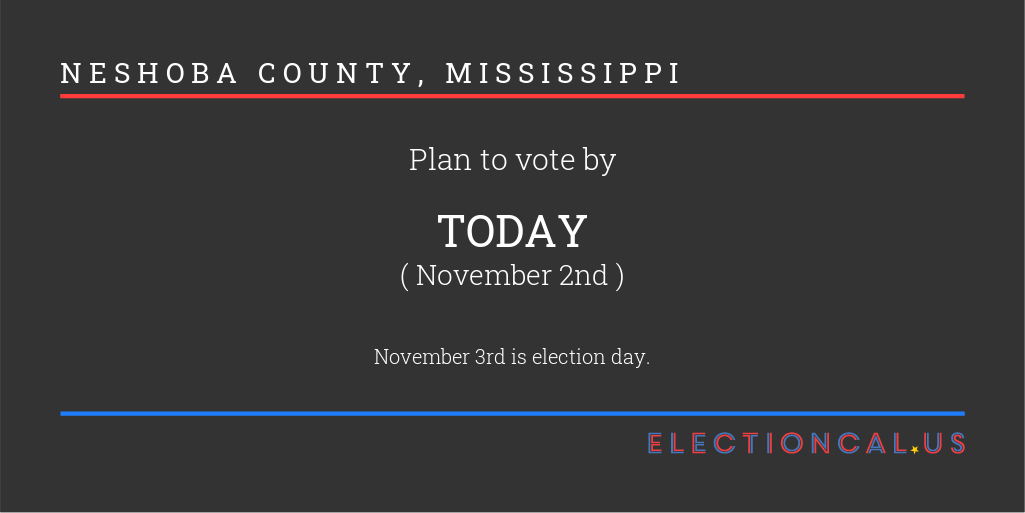 NESHOBA COUNTY, MISSISSIPPI
Plan to vote by
TODAY
( November 2nd )
November 3rd is election day.
ELECTIONCAL.US